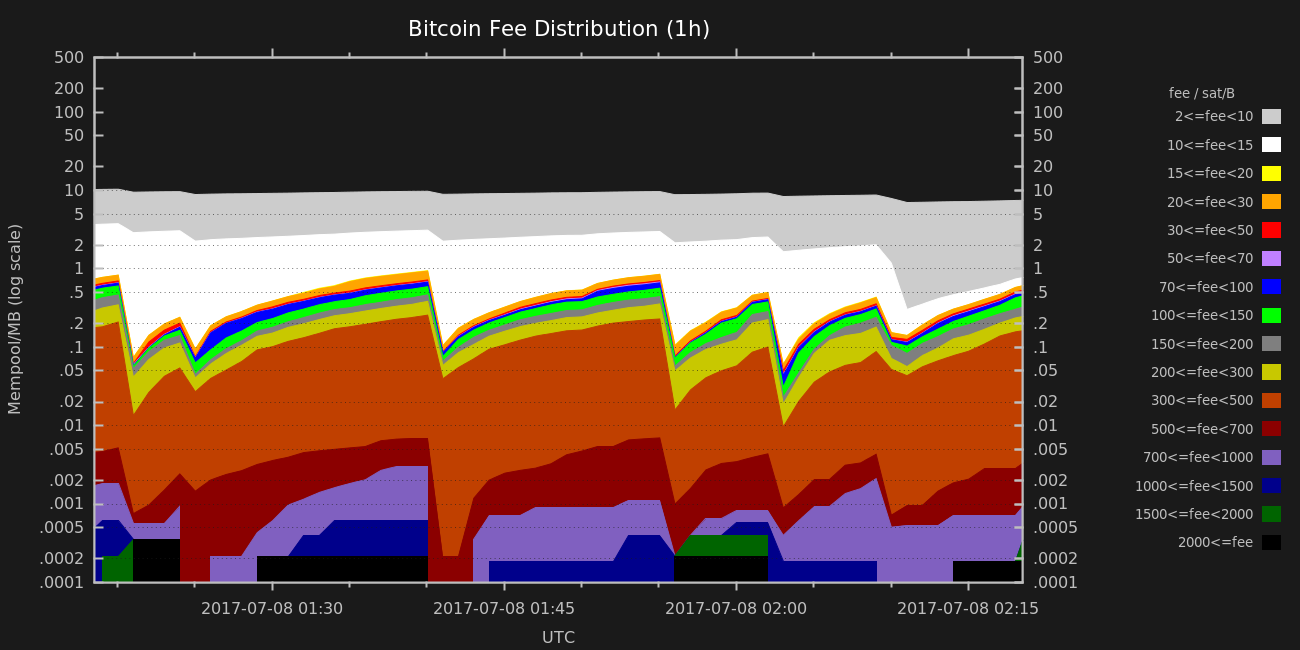 Bitcoin Fee Distribution (1h)
500
200
100
50
20
10
5
2
1
.5
.2
.1
.05
.02
.01
.005
.002
.001
.0005
.0002
.0001
Mempool/MB (log scale)
500
200
100
50
20
10
5
2
1
.5
.2
.1
.05
.02
.01
.005
.002
.001
.0005
.0002
.0001
2017-07-08 01:30 2017-07-08 01:45 2017-07-08 02:00 2017-07-08 02:15
UTC
fee / sat/B
2<=fee<10
10<=fee<15
15<=fee<20
20<=fee<30
30<=fee<50
50<=fee<70
70<=fee<100
100<=fee<150
150<=fee<200
200<=fee<300
300<=fee<500
500<=fee<700
700<=fee<1000
1000<=fee<1500
1500<=fee<2000
2000<=fee